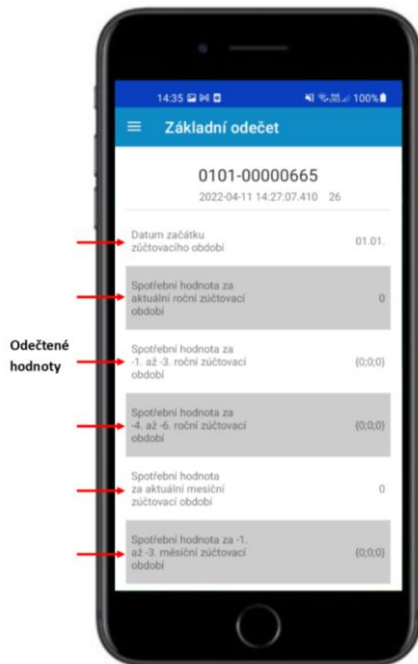 14:35 100%
Základní odečet
0101-00000665
2022-04-11 14:27:07.410 26
Datum začátku
zúčtovacího období 01.01.
Spotřební hodnota za
aktuální roční zúčtovací 0
období
Odečtené
hodnoty
Spotřební hodnota za
-1. až -3. roční zúčtovací {0;0;0}
období
Spotřební hodnota za
-4. až -6. roční zúčtovací {0;0;0}
období
Spotřební hodnota
za aktuální mesiční 0
zúčtovací období
Spotřební hodnota za -1.
až -3. měsíční zúčtovací {0;0;0}
období